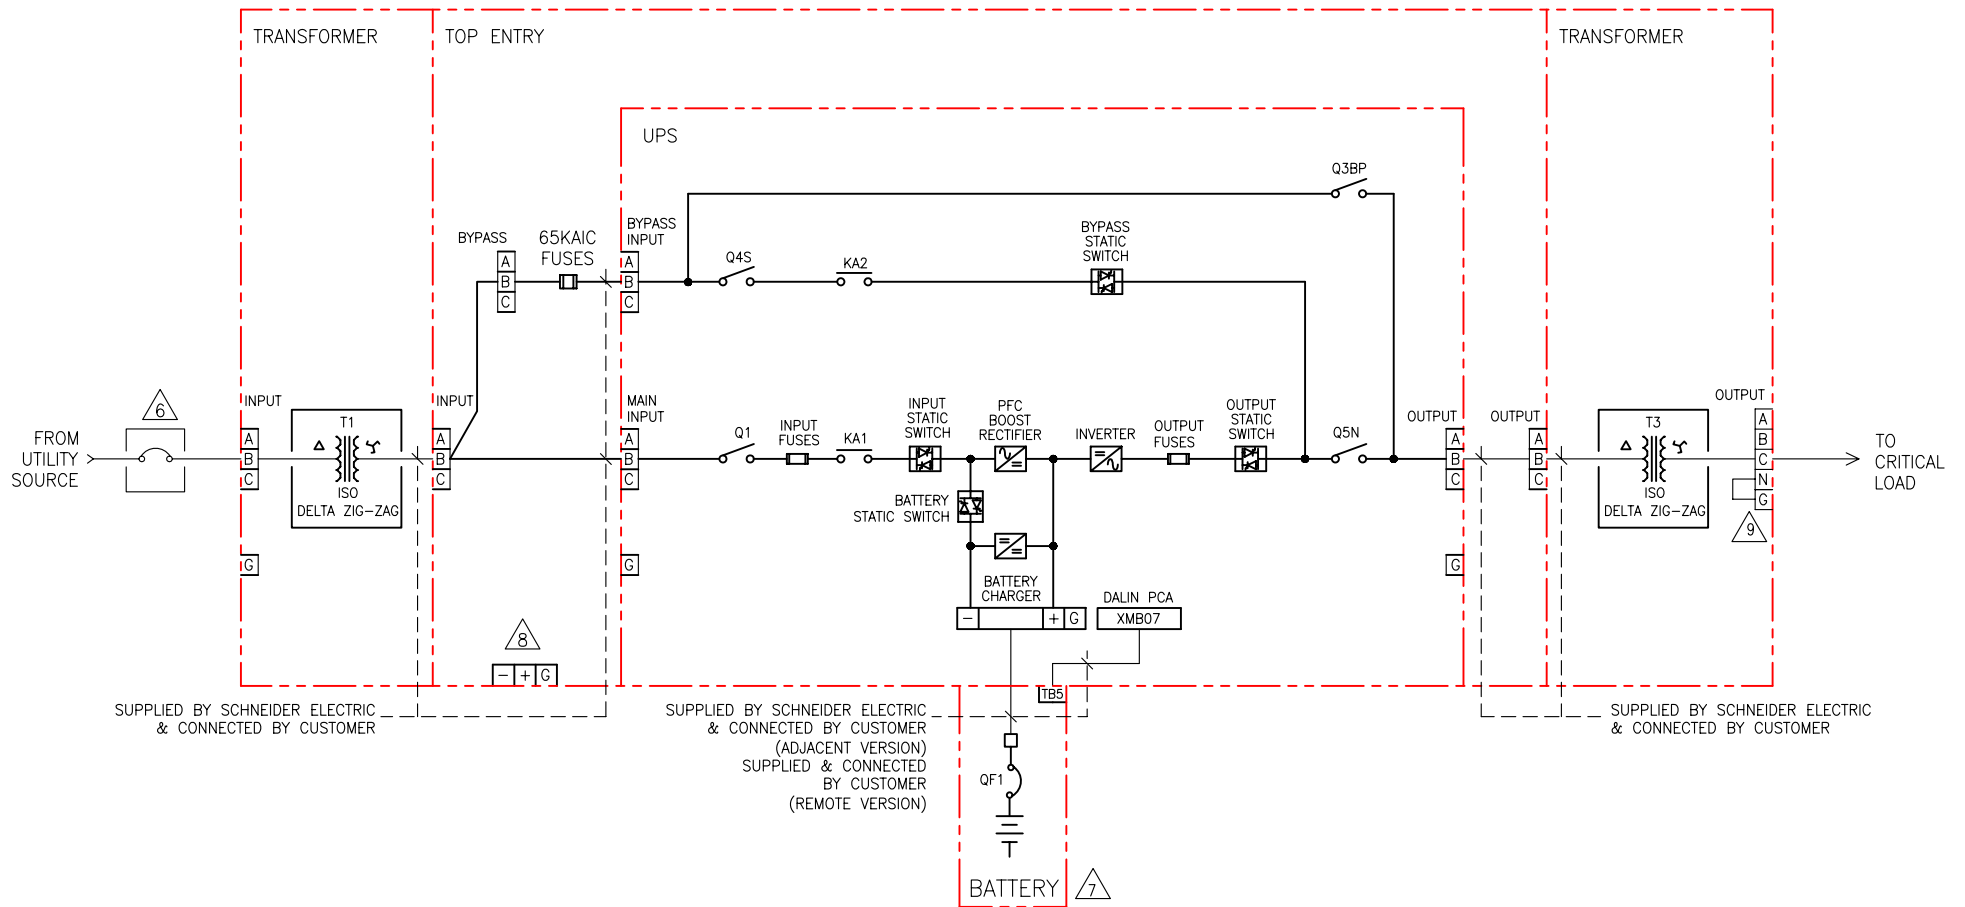 TRANSFORMER
TOP ENTRY
TRANSFORMER
UPS
Q3BP
BYPASS
65KAIC
FUSES
BYPASS
INPUT
Q4S
KA2
BYPASS
STATIC
SWITCH
A
B
C
A
B
C
6
FROM
UTILITY
SOURCE
INPUT
A
B
C
T1
ISO
DELTA ZIG-ZAG
INPUT
A
B
C
MAIN
INPUT
A
B
C
Q1
INPUT
FUSES
KA1
INPUT
STATIC
SWITCH
PFC
BOOST
RECTIFIER
INVERTER
OUTPUT
FUSES
OUTPUT
STATIC
SWITCH
Q5N
OUTPUT
A
B
C
OUTPUT
A
B
C
T3
ISO
DELTA ZIG-ZAG
OUTPUT
A
B
C
N
G
9
TO
CRITICAL
LOAD
BATTERY
STATIC SWITCH
G
G
G
BATTERY
CHARGER
- + G
DALIN PCA
XMB07
8
- + G
TB5
SUPPLIED BY SCHNEIDER ELECTRIC
& CONNECTED BY CUSTOMER
SUPPLIED BY SCHNEIDER ELECTRIC
& CONNECTED BY CUSTOMER
(ADJACENT VERSION)
SUPPLIED & CONNECTED
BY CUSTOMER
(REMOTE VERSION)
SUPPLIED BY SCHNEIDER ELECTRIC
& CONNECTED BY CUSTOMER
QF1
BATTERY
7